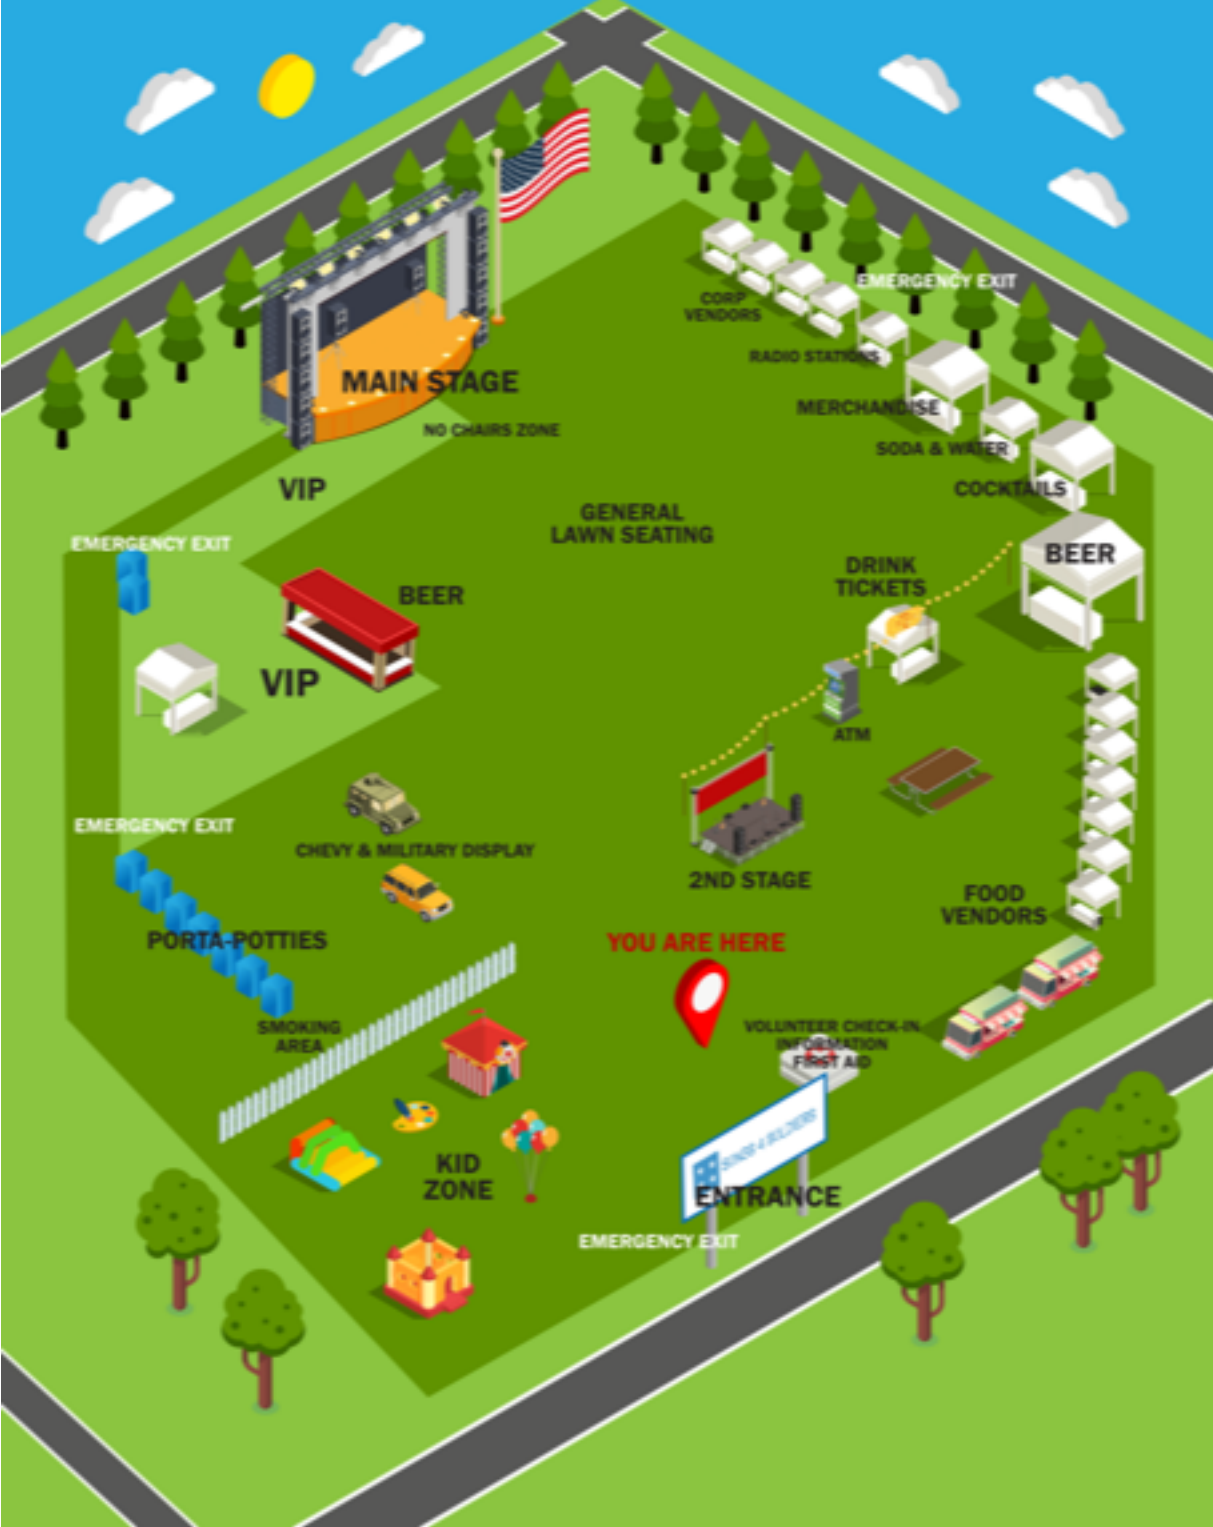 EMERGENCY EXIT
CORP
VENDORS
RADIO STATIONS
MAIN STAGE
MERCHANDISE
NO CHAIRS ZONE
SODA & WATER
VIP
COCKTAILS
GENERAL
LAWN SEATING
EMERGENCY EXIT
BEER
DRINK
TICKETS
BEER
VIP
ATM
EMERGENCY EXIT
CHEVY & MILITARY DISPLAY
2ND STAGE
FOOD
VENDORS
PORTA-POTTIES
YOU ARE HERE
SMOKING
AREA
VOLUNTEER CHECK-IN
INFORMATION
FIRST AID
KID
ZONE
ENTRANCE
EMERGENCY EXIT